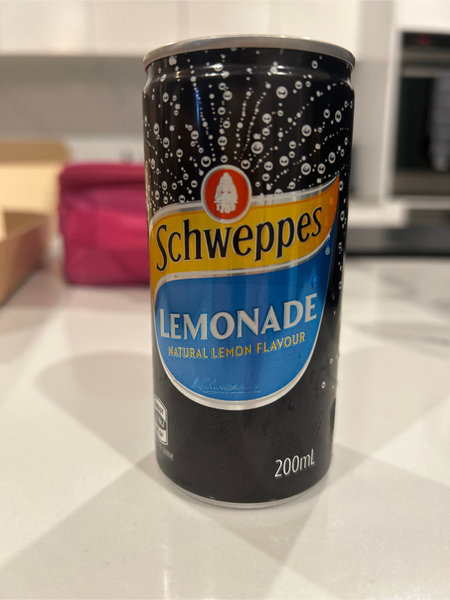 Schweppes
®
LEMONADE
NATURAL LEMON FLAVOUR
200mL